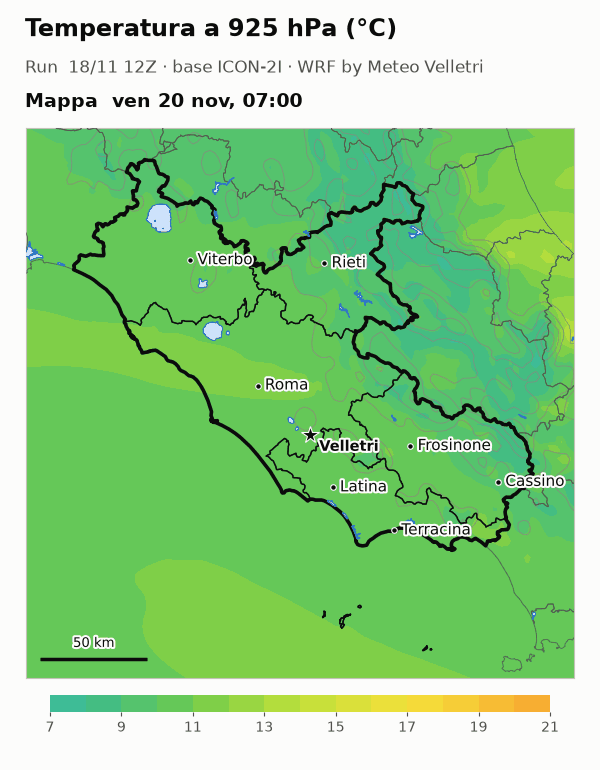 Temperatura a 925 hPa (°C)
Run  18/11 12Z · base ICON-2I · WRF by Meteo Velletri
Mappa  ven 20 nov, 07:00
Viterbo
Rieti
Roma
Velletri
Frosinone
Latina
Cassino
Terracina
50 km
7 9 11 13 15 17 19 21